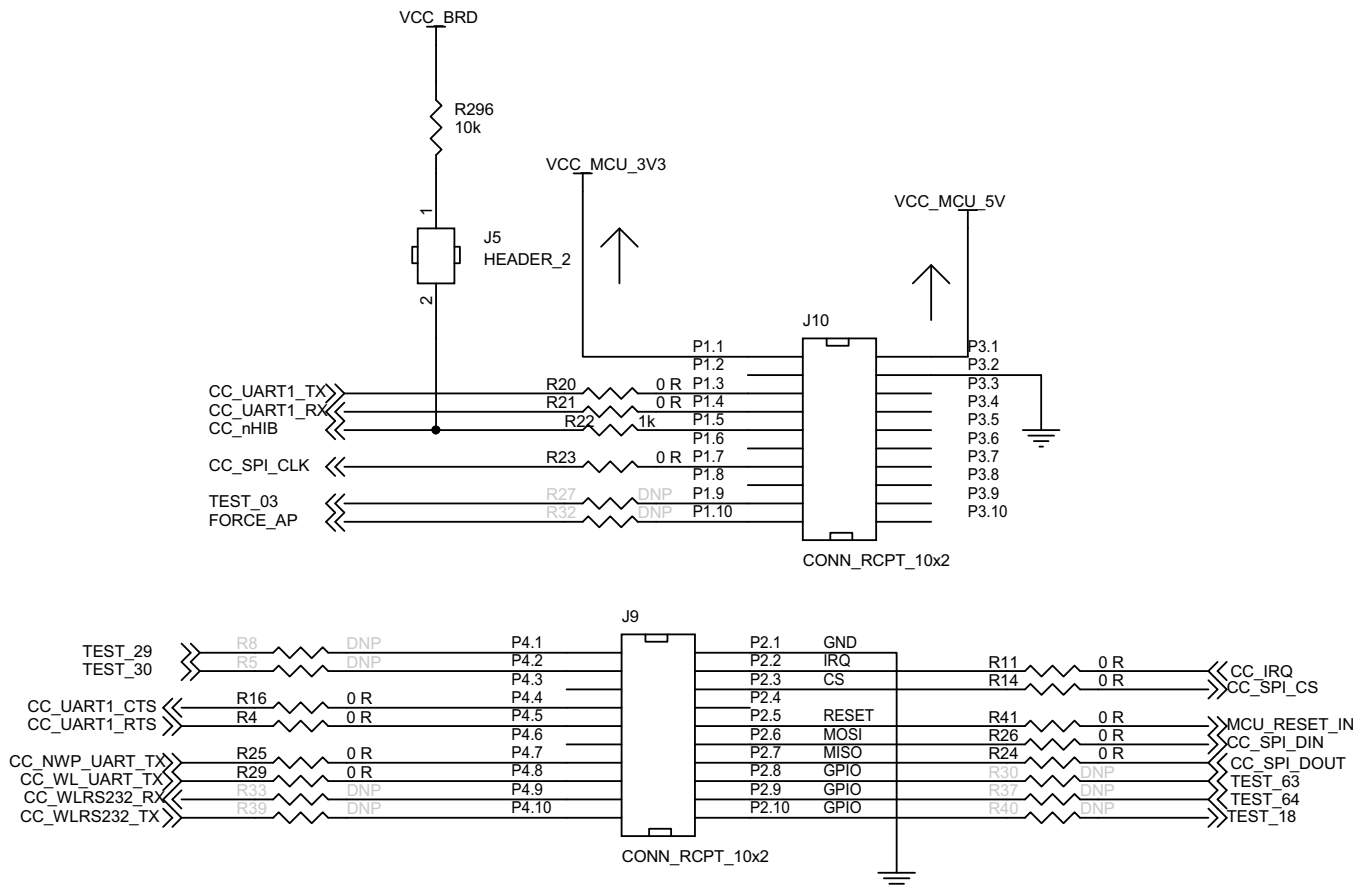 VCC_BRD
R296
10k
VCC_MCU_3V3
VCC_MCU_5V
1
J5
HEADER_2
2
J10
P1.1 P3.1
P1.2 P3.2
CC_UART1_TX R20 0 R P1.3 P3.3
CC_UART1_RX R21 0 R P1.4 P3.4
CC_nHIB R22 1k P1.5 P3.5
P1.6 P3.6
CC_SPI_CLK R23 0 R P1.7 P3.7
P1.8 P3.8
TEST_03 R27 DNP P1.9 P3.9
FORCE_AP R32 DNP P1.10 P3.10
CONN_RCPT_10x2
J9
TEST_29 R8 DNP P4.1 P2.1 GND
TEST_30 R5 DNP P4.2 P2.2 IRQ R11 0 R CC_IRQ
P4.3 P2.3 CS R14 0 R CC_SPI_CS
CC_UART1_CTS R16 0 R P4.4 P2.4
CC_UART1_RTS R4 0 R P4.5 P2.5 RESET R41 0 R MCU_RESET_IN
P4.6 P2.6 MOSI R26 0 R CC_SPI_DIN
CC_NWP_UART_TX R25 0 R P4.7 P2.7 MISO R24 0 R CC_SPI_DOUT
CC_WL_UART_TX R29 0 R P4.8 P2.8 GPIO R30 DNP TEST_63
CC_WLRS232_RX R33 DNP P4.9 P2.9 GPIO R37 DNP TEST_64
CC_WLRS232_TX R39 DNP P4.10 P2.10 GPIO R40 DNP TEST_18
CONN_RCPT_10x2